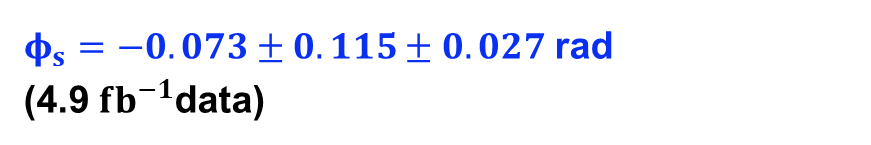 ϕₛ = −0.073 ± 0.115 ± 0.027 rad
(4.9 fb⁻¹data)